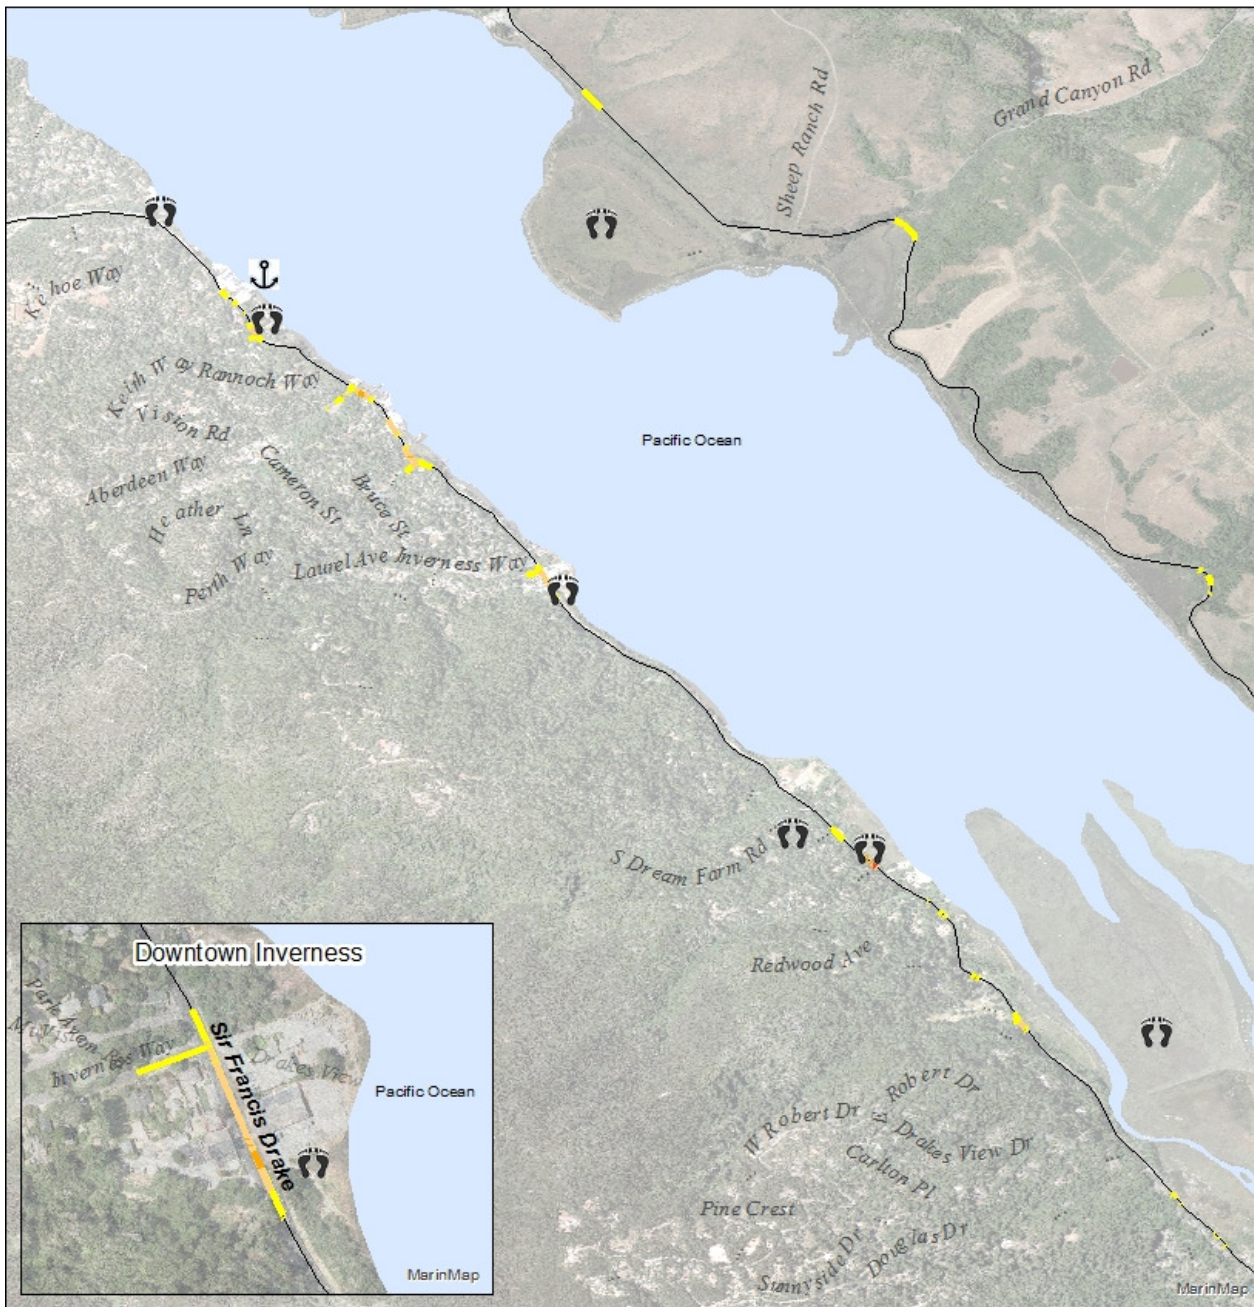 Grand Canyon Rd
Sheep Ranch Rd
Kehoe Way
Keith Way
Rannoch Way
Vision Rd
Pacific Ocean
Aberdeen Way
Cameron St
Bruce St
Heather Ln
Perth Way
Laurel Ave
Inverness Way
S Dream Farm Rd
Redwood Ave
Robert Dr
W Robert Dr
& Drakes View Dr
Carlton Pl
Pine Crest
Douglas Dr
Sunnyside Dr
MarinMap
Downtown Inverness
Sir Francis Drake
Inverness Way
Drakes View
Pacific Ocean
MarinMap